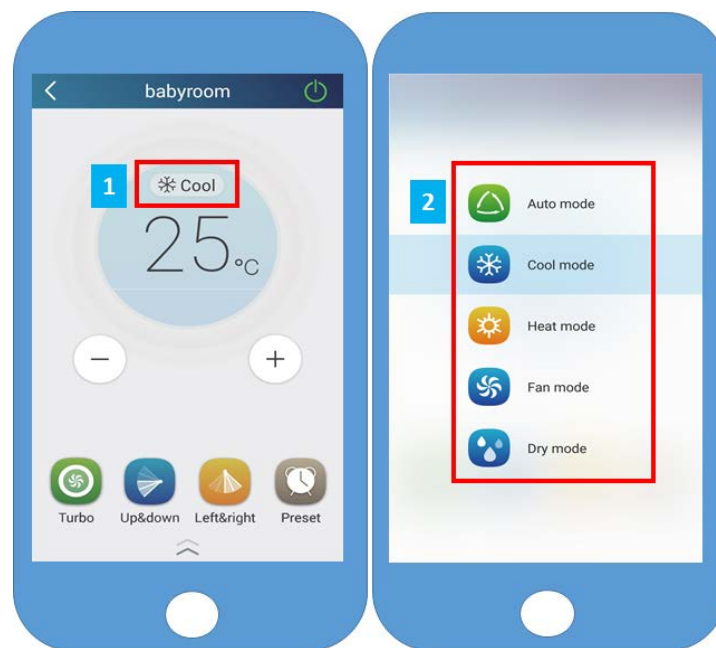 babyroom
1
Cool
25°C
−
+
Turbo
Up&down
Left&right
Preset
2
Auto mode
Cool mode
Heat mode
Fan mode
Dry mode